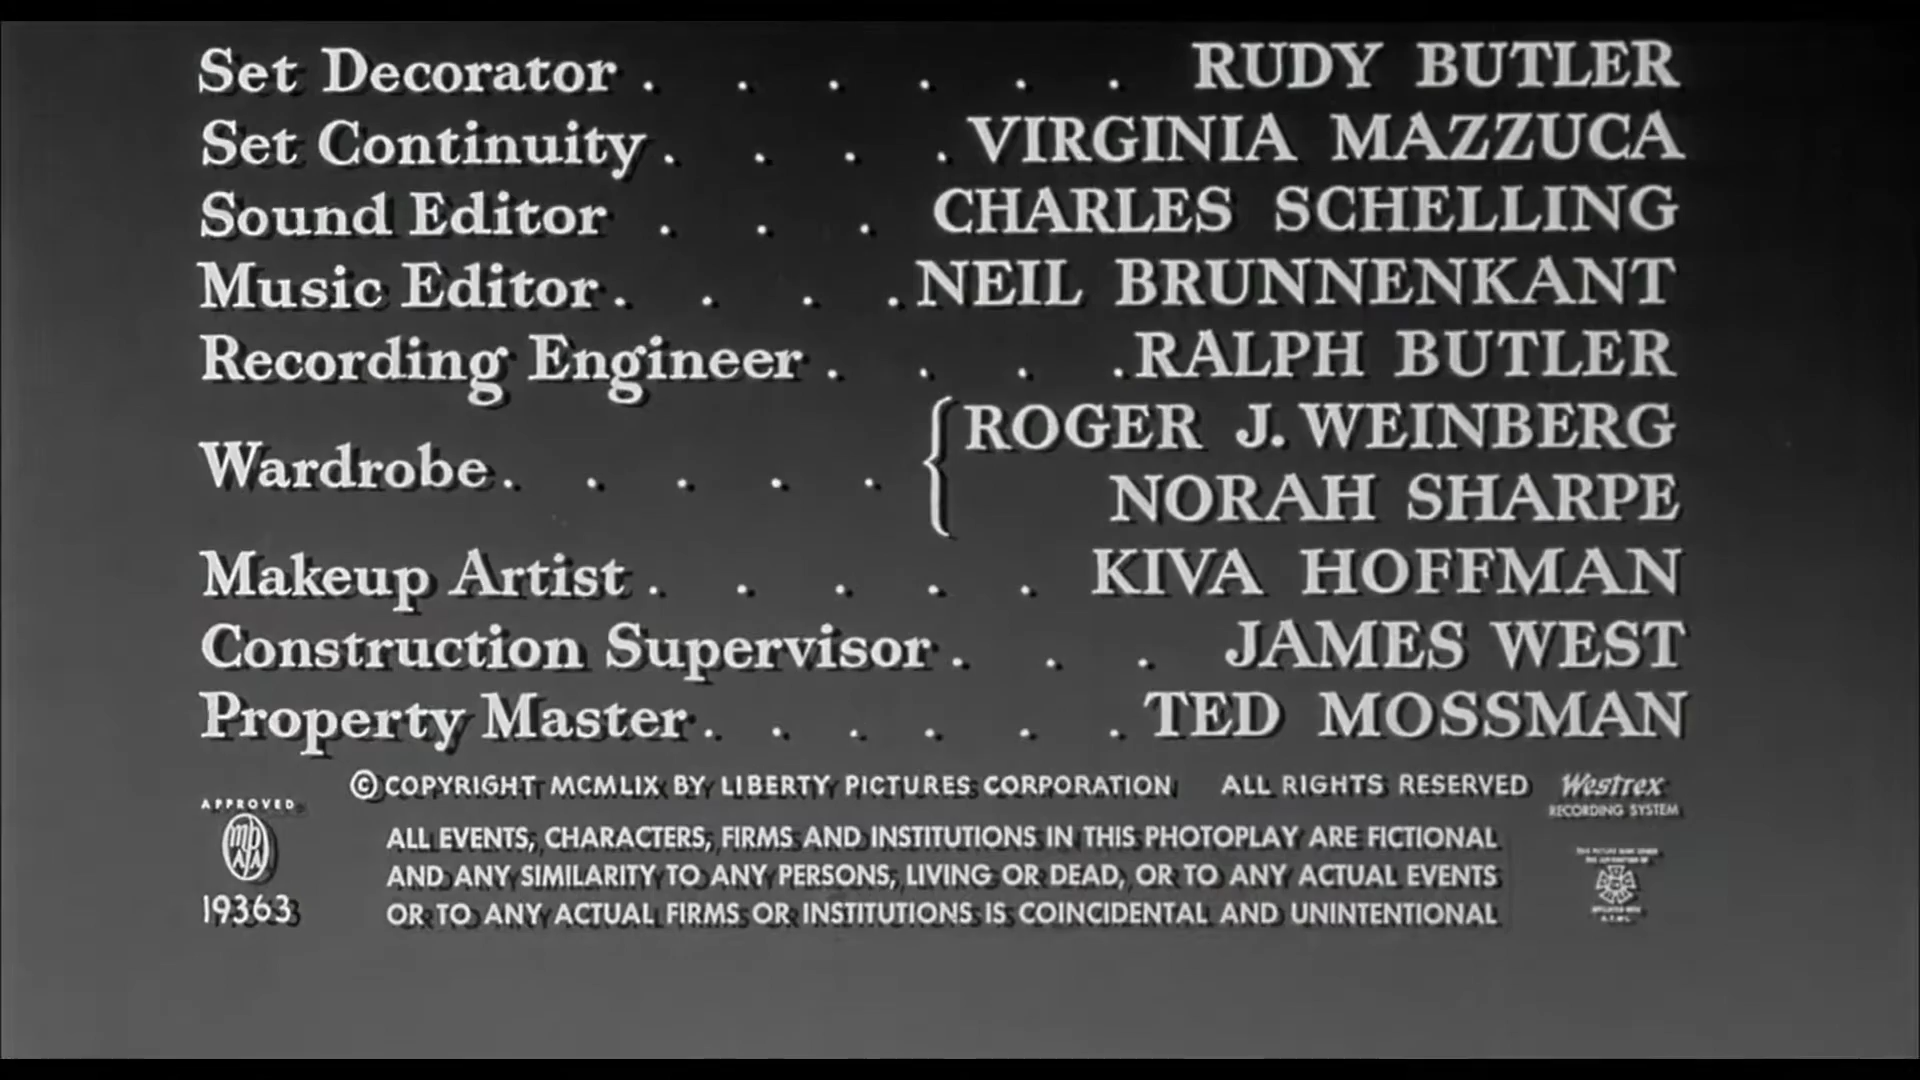 Set Decorator . . . . . . RUDY BUTLER
Set Continuity . . . . VIRGINIA MAZZUCA
Sound Editor . . . CHARLES SCHELLING
Music Editor . . . . NEIL BRUNNENKANT
Recording Engineer . . . . RALPH BUTLER
Wardrobe . . . . . { ROGER J. WEINBERG
NORAH SHARPE
Makeup Artist . . . . . KIVA HOFFMAN
Construction Supervisor . . . JAMES WEST
Property Master . . . . . . TED MOSSMAN
© COPYRIGHT MCMLIX BY LIBERTY PICTURES CORPORATION ALL RIGHTS RESERVED
Westrex
RECORDING SYSTEM
APPROVED
MPAA
19363
ALL EVENTS, CHARACTERS, FIRMS AND INSTITUTIONS IN THIS PHOTOPLAY ARE FICTIONAL
AND ANY SIMILARITY TO ANY PERSONS, LIVING OR DEAD, OR TO ANY ACTUAL EVENTS
OR TO ANY ACTUAL FIRMS OR INSTITUTIONS IS COINCIDENTAL AND UNINTENTIONAL